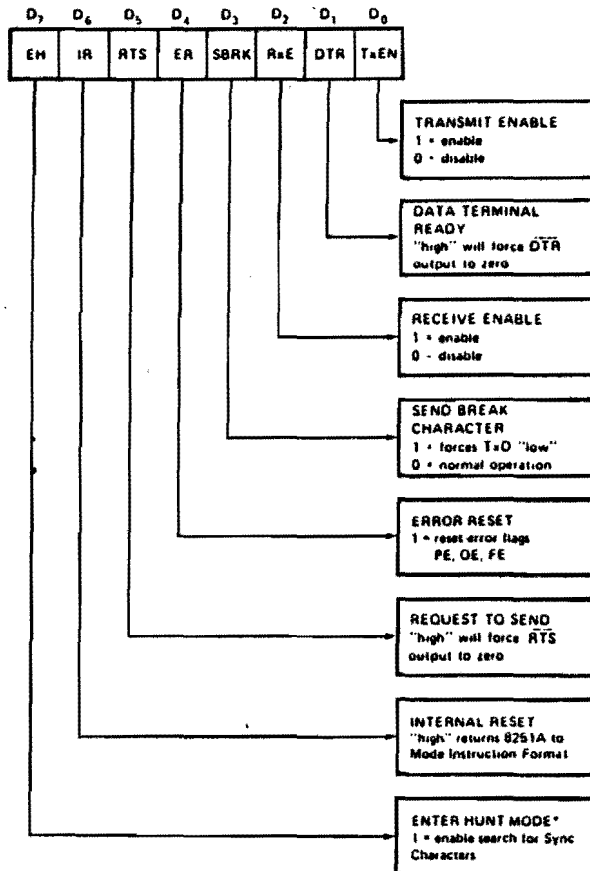 D7 D6 D5 D4 D3 D2 D1 D0
EH IR RTS ER SBRK RxE DTR TxEN
TRANSMIT ENABLE
1 = enable
0 - disable
DATA TERMINAL
READY
"high" will force DTR
output to zero
RECEIVE ENABLE
1 = enable
0 - disable
SEND BREAK
CHARACTER
1 = forces TxD "low"
0 = normal operation
ERROR RESET
1 = reset error flags
PE, OE, FE
REQUEST TO SEND
"high" will force RTS
output to zero
INTERNAL RESET
"high" returns 8251A to
Mode Instruction Format
ENTER HUNT MODE*
1 = enable search for Sync
Characters